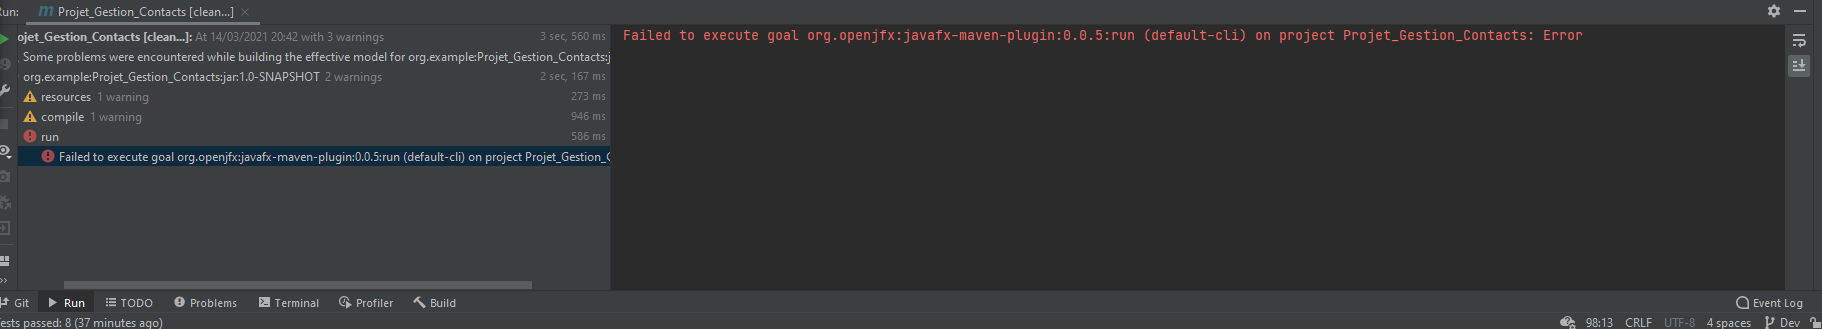 Run: Projet_Gestion_Contacts [clean...]
ojet_Gestion_Contacts [clean...]: At 14/03/2021 20:42 with 3 warnings 3 sec, 560 ms
Some problems were encountered while building the effective model for org.example:Projet_Gestion_Contacts:j
org.example:Projet_Gestion_Contacts:jar:1.0-SNAPSHOT 2 warnings 2 sec, 167 ms
resources 1 warning 273 ms
compile 1 warning 946 ms
run 586 ms
Failed to execute goal org.openjfx:javafx-maven-plugin:0.0.5:run (default-cli) on project Projet_Gestion_C
Failed to execute goal org.openjfx:javafx-maven-plugin:0.0.5:run (default-cli) on project Projet_Gestion_Contacts: Error
Git Run TODO Problems Terminal Profiler Build Event Log
ests passed: 8 (37 minutes ago) 98:13 CRLF UTF-8 4 spaces Dev